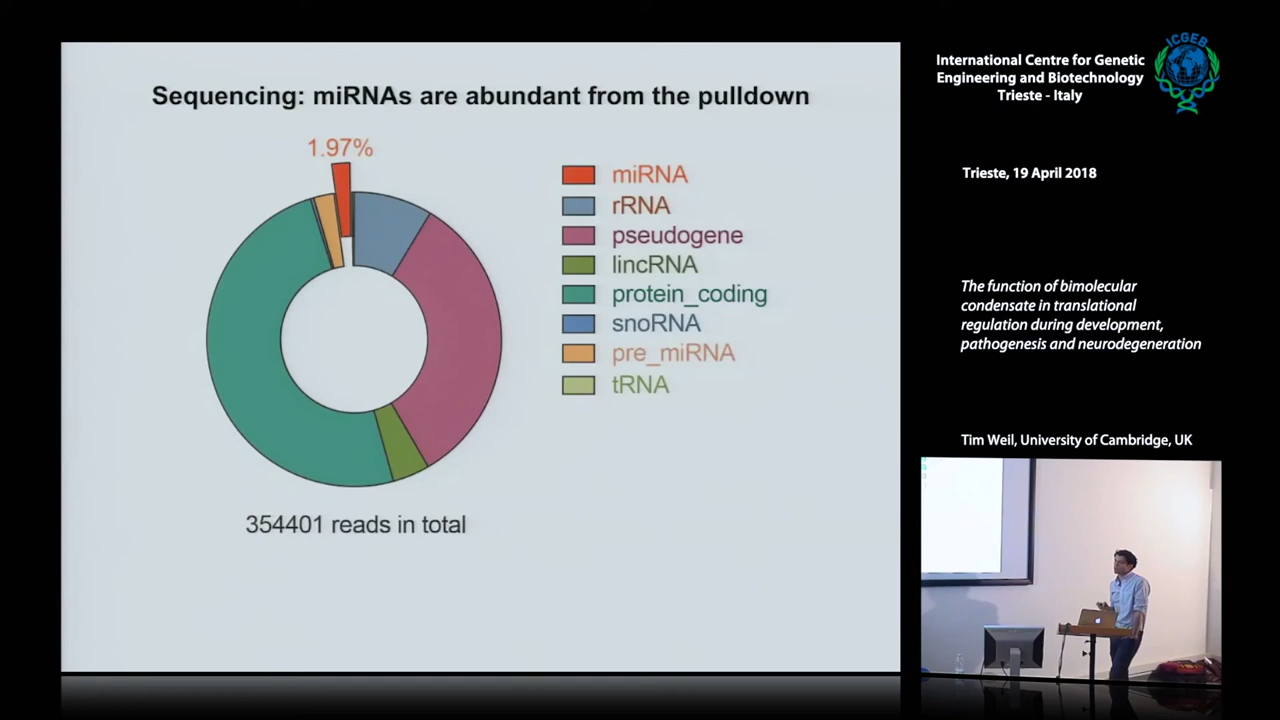 Sequencing: miRNAs are abundant from the pulldown
1.97%
miRNA
rRNA
pseudogene
lincRNA
protein_coding
snoRNA
pre_miRNA
tRNA
354401 reads in total
ICGEB
International Centre for Genetic
Engineering and Biotechnology
Trieste - Italy
Trieste, 19 April 2018
The function of bimolecular
condensate in translational
regulation during development,
pathogenesis and neurodegeneration
Tim Weil, University of Cambridge, UK